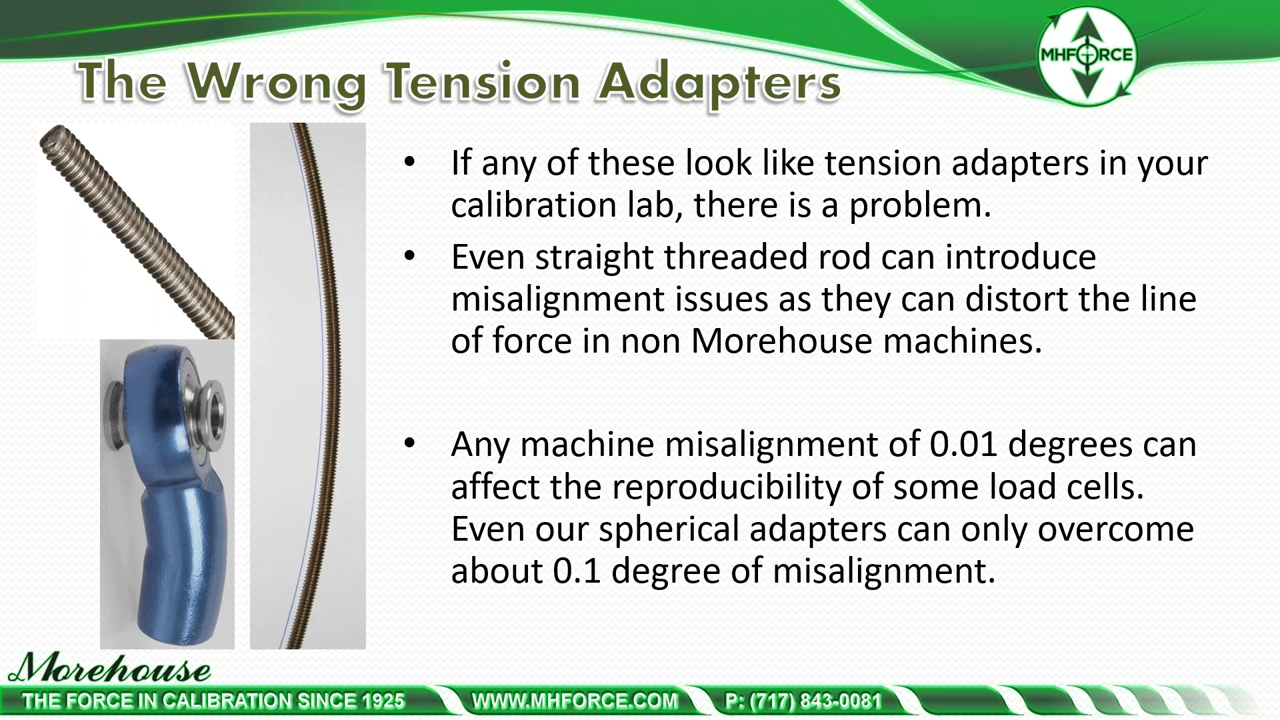 The Wrong Tension Adapters
MHFORCE
• If any of these look like tension adapters in your
calibration lab, there is a problem.
• Even straight threaded rod can introduce
misalignment issues as they can distort the line
of force in non Morehouse machines.
• Any machine misalignment of 0.01 degrees can
affect the reproducibility of some load cells.
Even our spherical adapters can only overcome
about 0.1 degree of misalignment.
Morehouse
THE FORCE IN CALIBRATION SINCE 1925 WWW.MHFORCE.COM P: (717) 843-0081